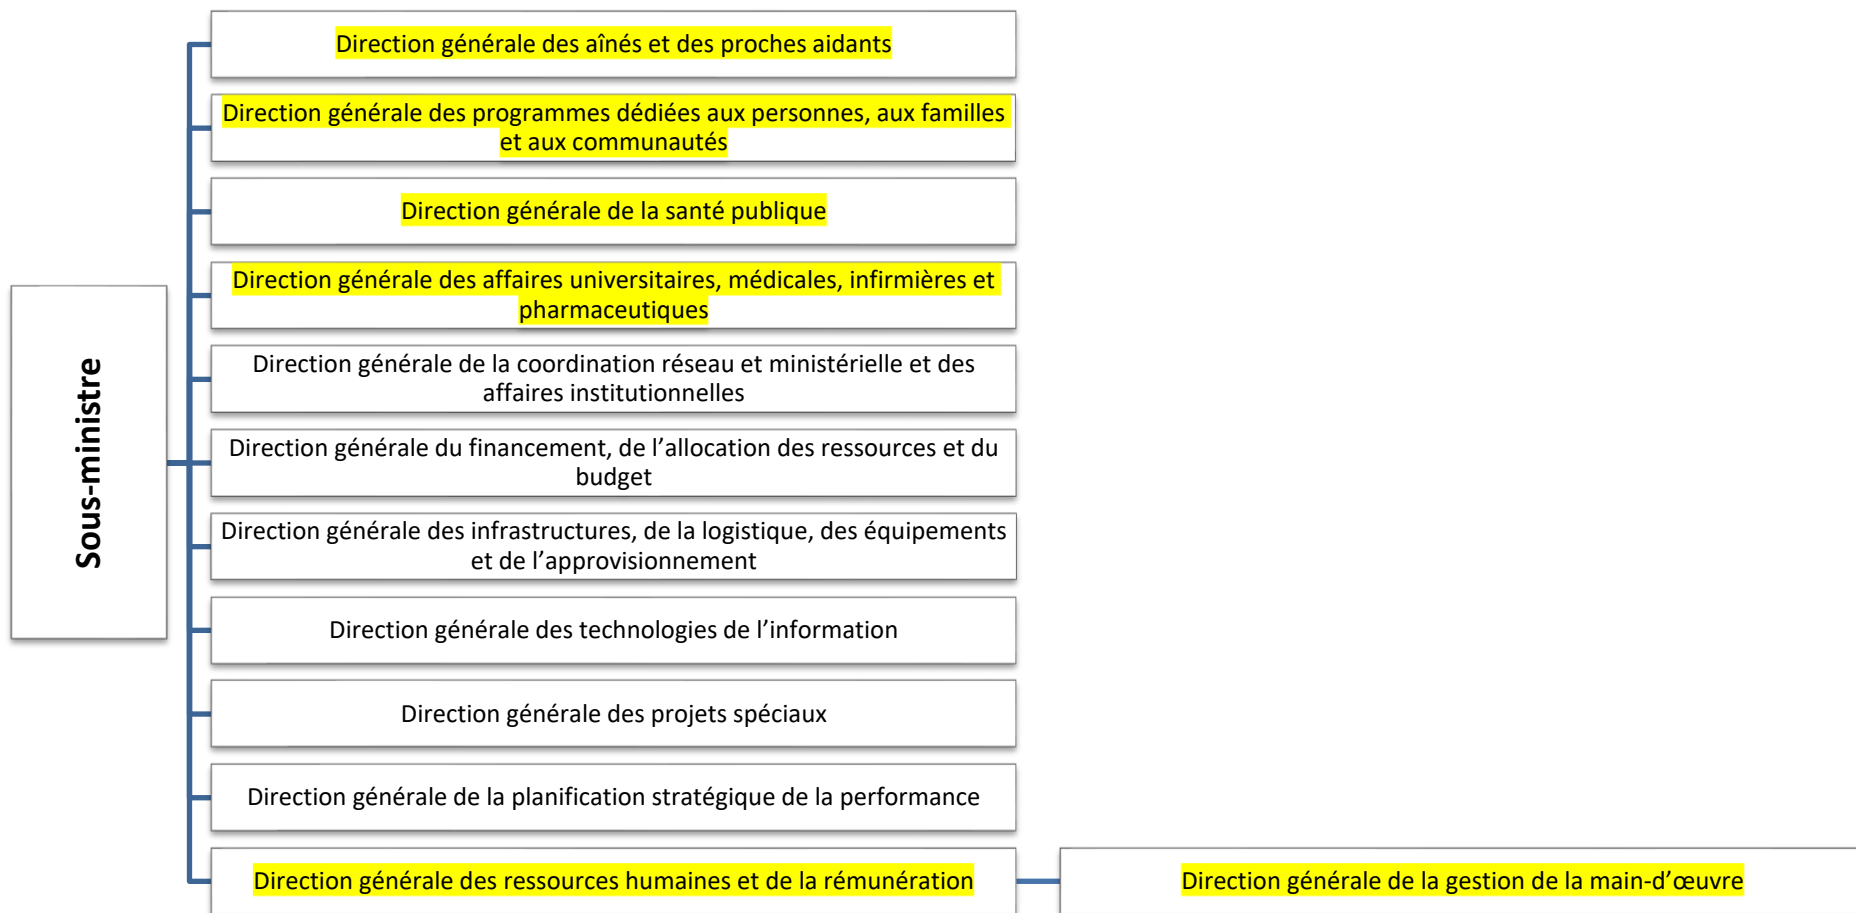 Sous-ministre
Direction générale des aînés et des proches aidants
Direction générale des programmes dédiées aux personnes, aux familles
et aux communautés
Direction générale de la santé publique
Direction générale des affaires universitaires, médicales, infirmières et
pharmaceutiques
Direction générale de la coordination réseau et ministérielle et des
affaires institutionnelles
Direction générale du financement, de l’allocation des ressources et du
budget
Direction générale des infrastructures, de la logistique, des équipements
et de l’approvisionnement
Direction générale des technologies de l’information
Direction générale des projets spéciaux
Direction générale de la planification stratégique de la performance
Direction générale des ressources humaines et de la rémunération
Direction générale de la gestion de la main-d’œuvre